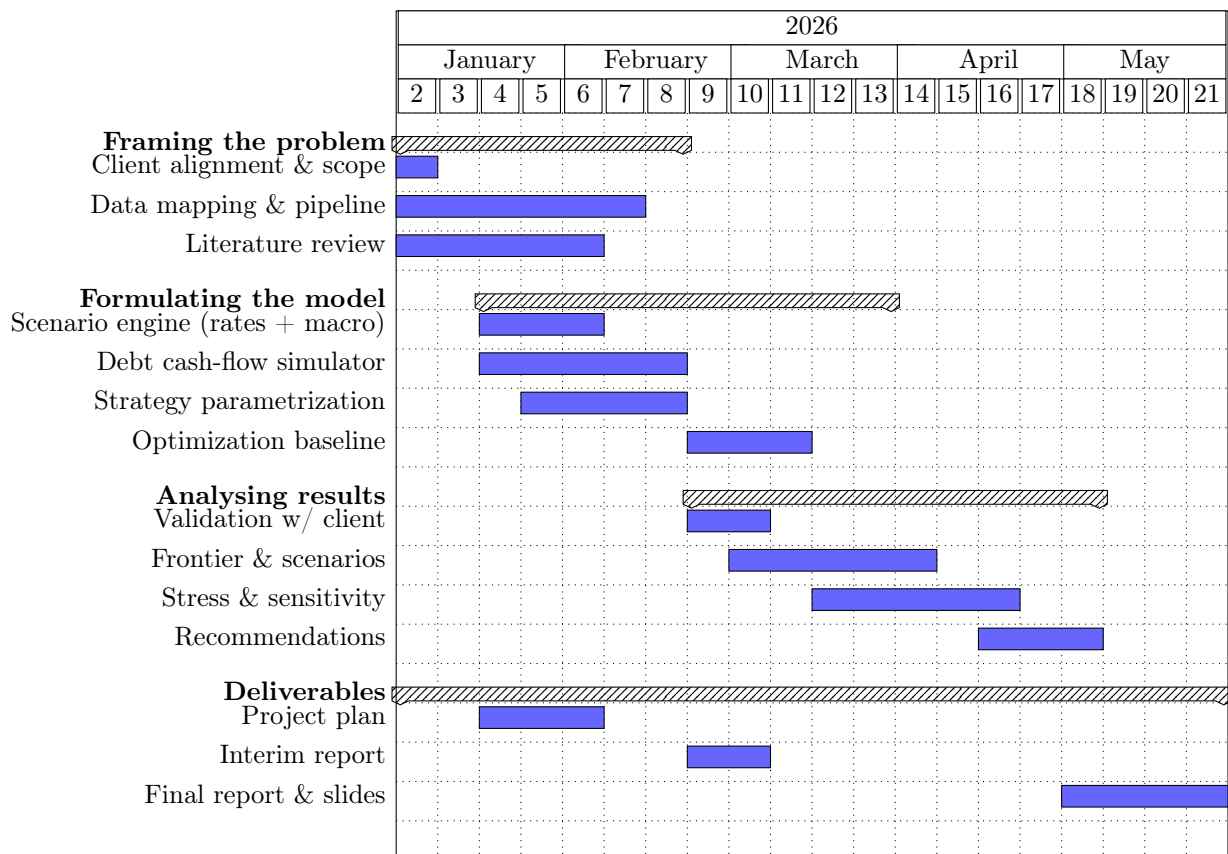 2026
January February March April May
2 3 4 5 6 7 8 9 10 11 12 13 14 15 16 17 18 19 20 21
Framing the problem
Client alignment & scope
Data mapping & pipeline
Literature review
Formulating the model
Scenario engine (rates + macro)
Debt cash-flow simulator
Strategy parametrization
Optimization baseline
Analysing results
Validation w/ client
Frontier & scenarios
Stress & sensitivity
Recommendations
Deliverables
Project plan
Interim report
Final report & slides